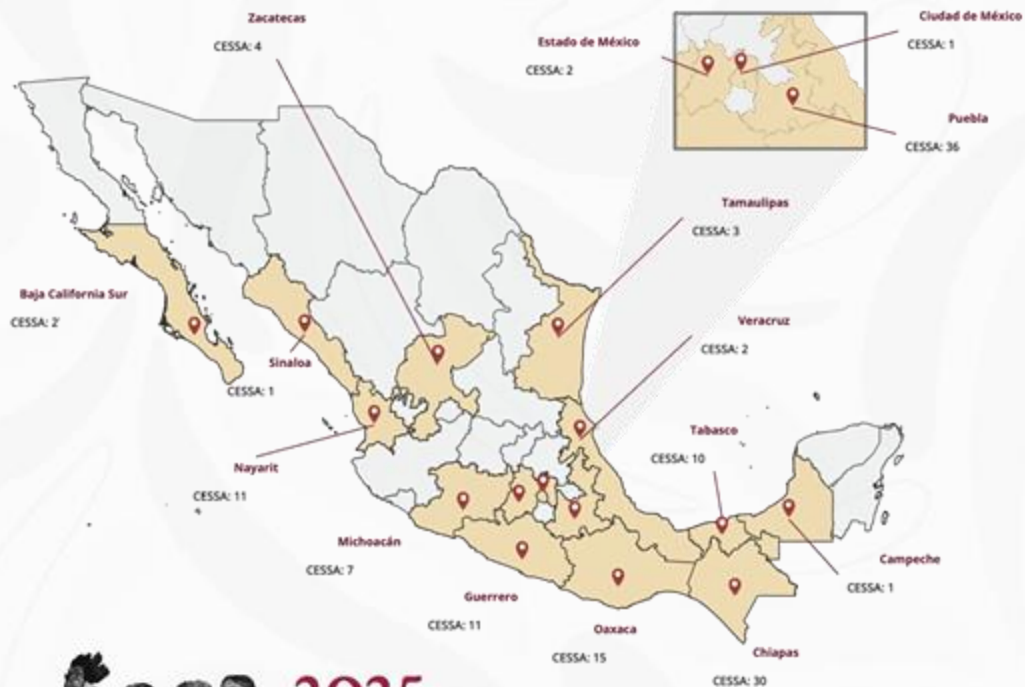 Zacatecas
CESSA: 4
Estado de México
CESSA: 2
Ciudad de México
CESSA: 1
Puebla
CESSA: 36
Tamaulipas
CESSA: 3
Baja California Sur
CESSA: 2
Veracruz
CESSA: 2
Sinaloa
CESSA: 1
Tabasco
CESSA: 10
Nayarit
CESSA: 11
Michoacán
CESSA: 7
Campeche
CESSA: 1
Guerrero
CESSA: 11
Oaxaca
CESSA: 15
Chiapas
CESSA: 30
2025